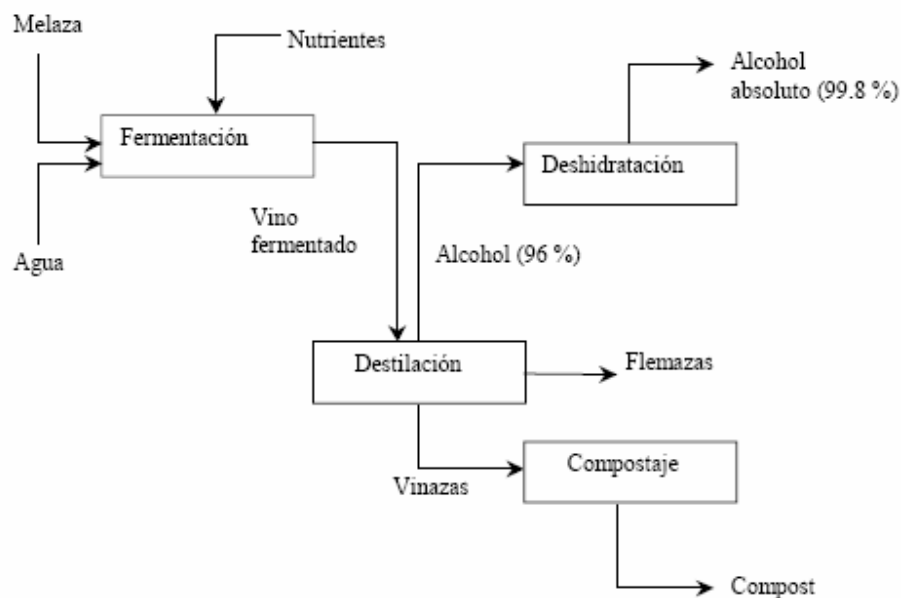 Melaza
Nutrientes
Alcohol
absoluto (99.8 %)
Fermentación
Deshidratación
Vino
fermentado
Alcohol (96 %)
Agua
Destilación
Flemazas
Compostaje
Vinazas
Compost